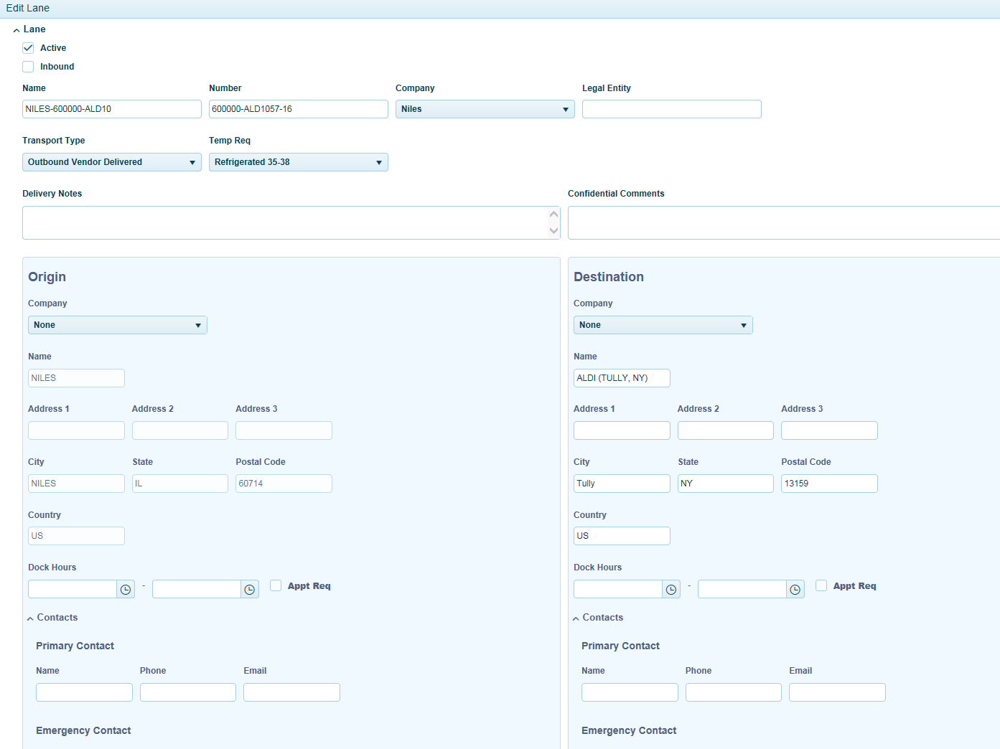 Edit Lane
Lane
Active
Inbound
Name Number Company Legal Entity
NILES-600000-ALD10 600000-ALD1057-16 Niles
Transport Type Temp Req
Outbound Vendor Delivered Refrigerated 35-38
Delivery Notes Confidential Comments
Origin
Company
None
Name
NILES
Address 1 Address 2 Address 3
City State Postal Code
NILES IL 60714
Country
US
Dock Hours
- Appt Req
Contacts
Primary Contact
Name Phone Email
Emergency Contact
Destination
Company
None
Name
ALDI (TULLY, NY)
Address 1 Address 2 Address 3
City State Postal Code
Tully NY 13159
Country
US
Dock Hours
- Appt Req
Contacts
Primary Contact
Name Phone Email
Emergency Contact